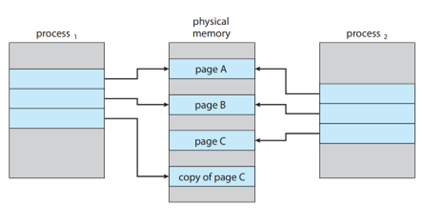 process 1
physical
memory
process 2
page A
page B
page C
copy of page C